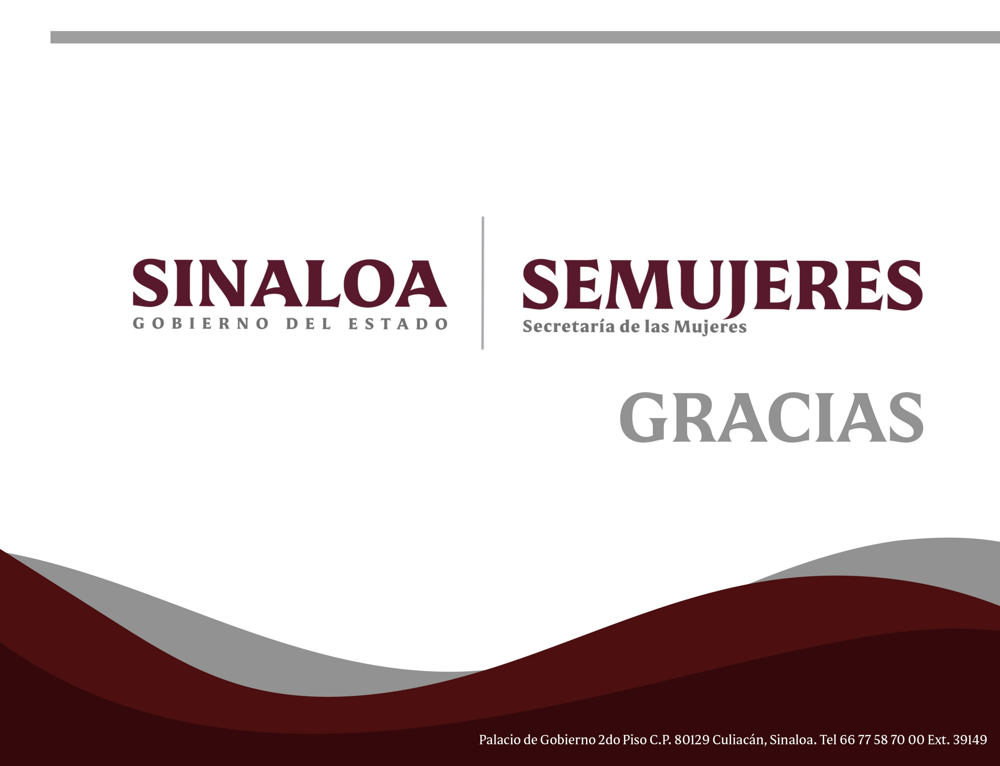 SINALOA
GOBIERNO DEL ESTADO
SEMUJERES
Secretaría de las Mujeres
GRACIAS
Palacio de Gobierno 2do Piso C.P. 80129 Culiacán, Sinaloa. Tel 66 77 58 70 00 Ext. 39149